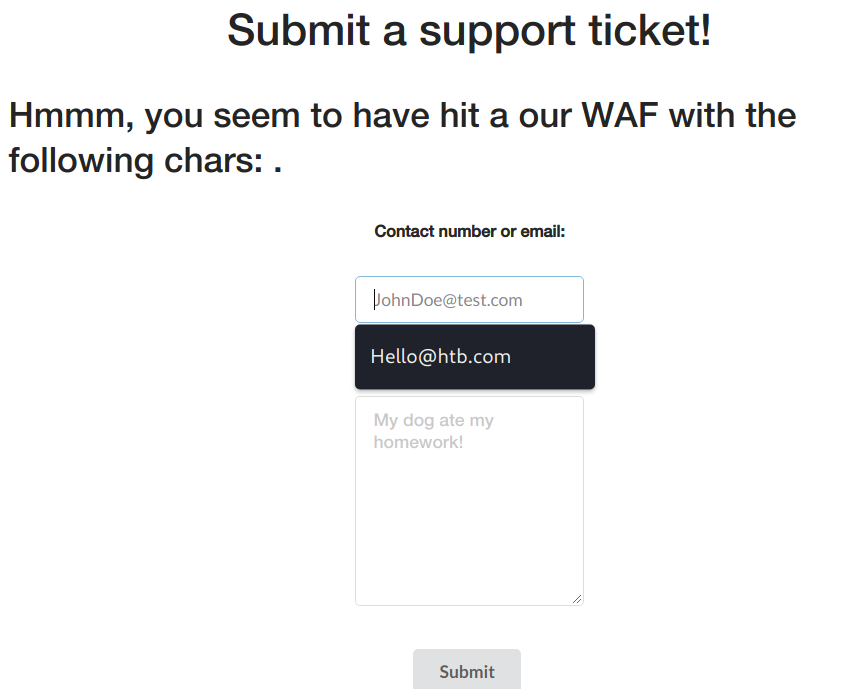 Submit a support ticket!
Hmmm, you seem to have hit a our WAF with the
following chars: .
Contact number or email:
JohnDoe@test.com
Hello@htb.com
My dog ate my
homework!
Submit